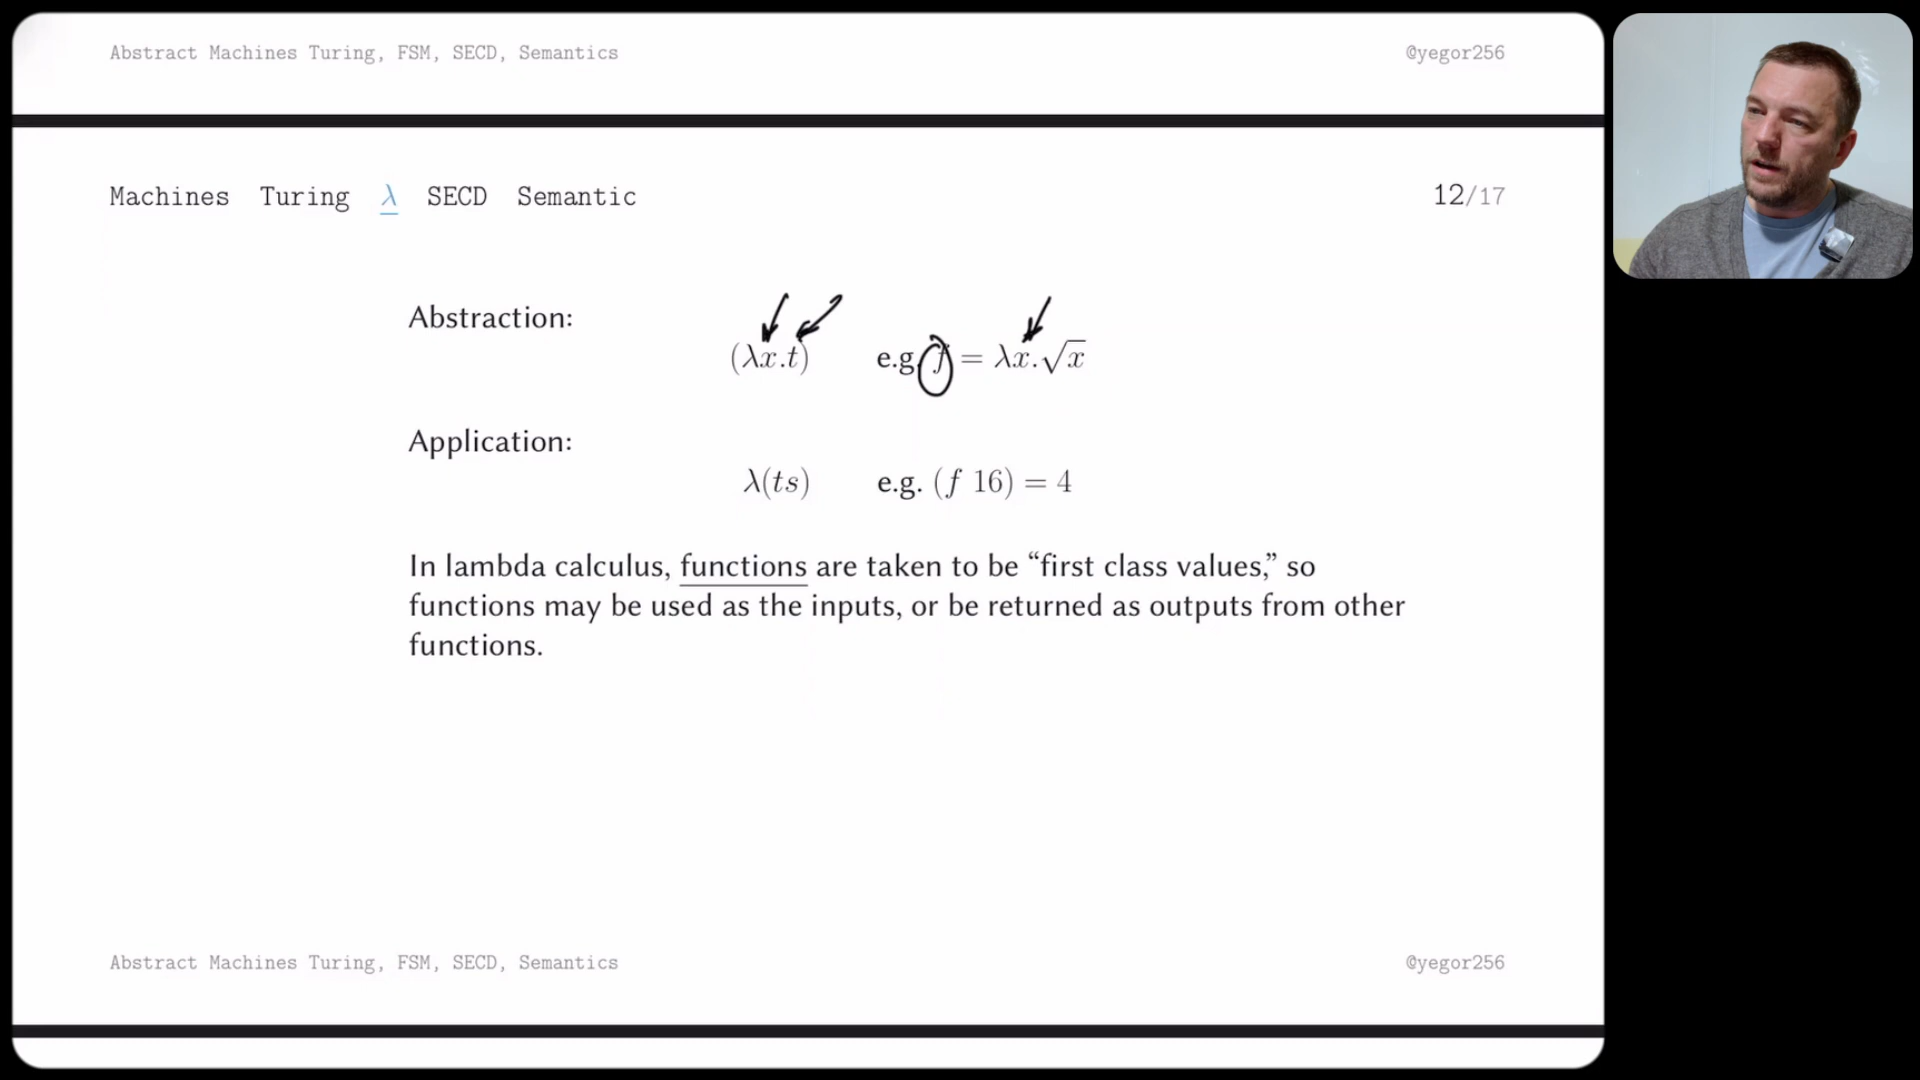 Abstract Machines Turing, FSM, SECD, Semantics @yegor256
Machines Turing λ SECD Semantic 12/17
Abstraction:
(λx.t) e.g. f = λx.√x
Application:
λ(ts) e.g. (f 16) = 4
In lambda calculus, functions are taken to be “first class values,” so
functions may be used as the inputs, or be returned as outputs from other
functions.
Abstract Machines Turing, FSM, SECD, Semantics @yegor256